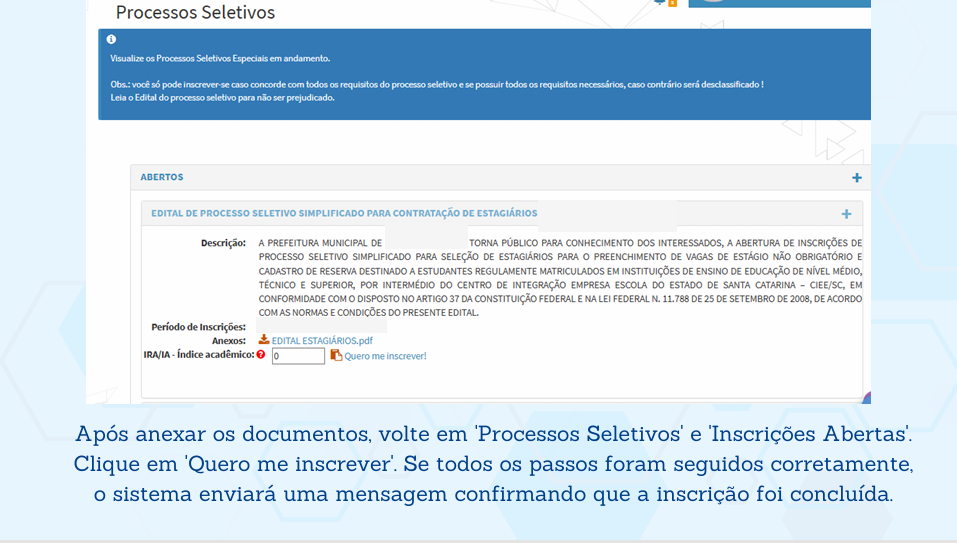 Processos Seletivos
Visualize os Processos Seletivos Especiais em andamento.
Obs.: você só pode inscrever-se caso concorde com todos os requisitos do processo seletivo e se possuir todos os requisitos necessários, caso contrário será desclassificado !
Leia o Edital do processo seletivo para não ser prejudicado.
ABERTOS +
EDITAL DE PROCESSO SELETIVO SIMPLIFICADO PARA CONTRATAÇÃO DE ESTAGIÁRIOS +
Descrição: A PREFEITURA MUNICIPAL DE TORNA PÚBLICO PARA CONHECIMENTO DOS INTERESSADOS, A ABERTURA DE INSCRIÇÕES DE
PROCESSO SELETIVO SIMPLIFICADO PARA SELEÇÃO DE ESTAGIÁRIOS PARA O PREENCHIMENTO DE VAGAS DE ESTÁGIO NÃO OBRIGATÓRIO E
CADASTRO DE RESERVA DESTINADO A ESTUDANTES REGULAMENTE MATRICULADOS EM INSTITUIÇÕES DE ENSINO DE EDUCAÇÃO DE NÍVEL MÉDIO,
TÉCNICO E SUPERIOR, POR INTERMÉDIO DO CENTRO DE INTEGRAÇÃO EMPRESA ESCOLA DO ESTADO DE SANTA CATARINA – CIEE/SC, EM
CONFORMIDADE COM O DISPOSTO NO ARTIGO 37 DA CONSTITUIÇÃO FEDERAL E NA LEI FEDERAL N. 11.788 DE 25 DE SETEMBRO DE 2008, DE ACORDO
COM AS NORMAS E CONDIÇÕES DO PRESENTE EDITAL.
Período de Inscrições:
Anexos: EDITAL ESTAGIÁRIOS.pdf
IRA/IA - Índice acadêmico: ? 0 Quero me inscrever!
Após anexar os documentos, volte em 'Processos Seletivos' e 'Inscrições Abertas'.
Clique em 'Quero me inscrever'. Se todos os passos foram seguidos corretamente,
o sistema enviará uma mensagem confirmando que a inscrição foi concluída.